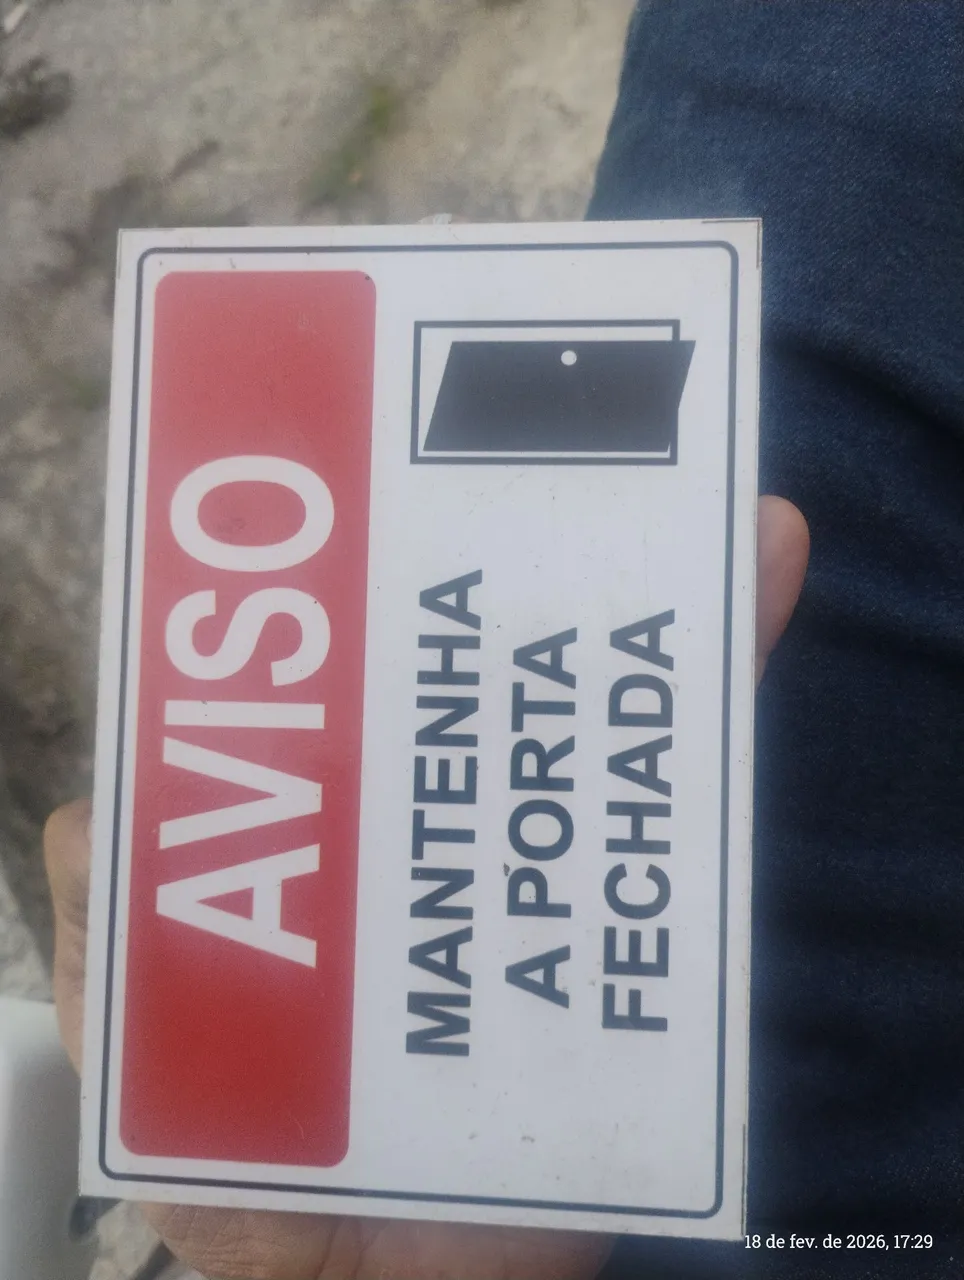 AVISO
MANTENHA
A PORTA
FECHADA
18 de fev. de 2026, 17:29